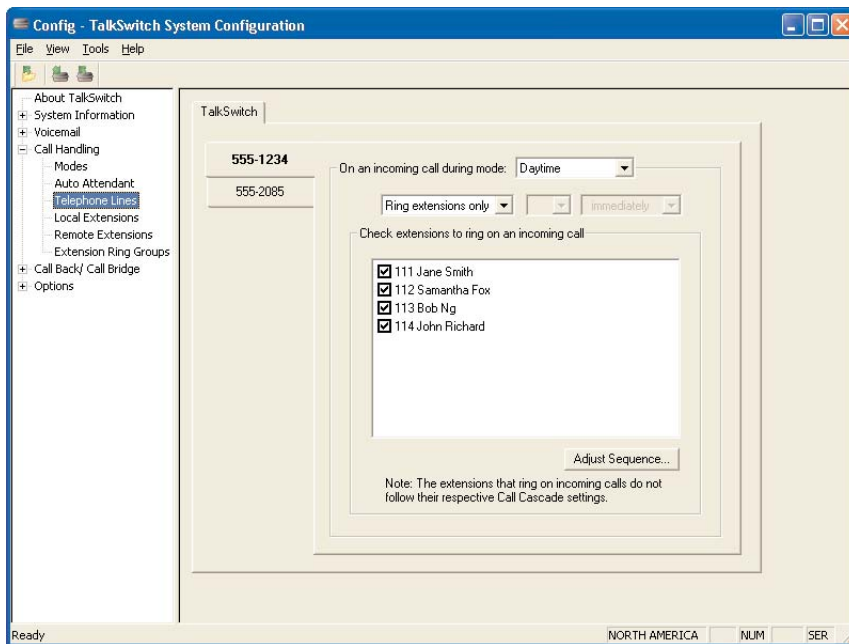 Config - TalkSwitch System Configuration
File View Tools Help
About TalkSwitch
System Information
Voicemail
Call Handling
Modes
Auto Attendant
Telephone Lines
Local Extensions
Remote Extensions
Extension Ring Groups
Call Back/ Call Bridge
Options
TalkSwitch
555-1234
555-2085
On an incoming call during mode: Daytime
Ring extensions only immediately
Check extensions to ring on an incoming call
111 Jane Smith
112 Samantha Fox
113 Bob Ng
114 John Richard
Adjust Sequence...
Note: The extensions that ring on incoming calls do not
follow their respective Call Cascade settings.
Ready NORTH AMERICA NUM SER